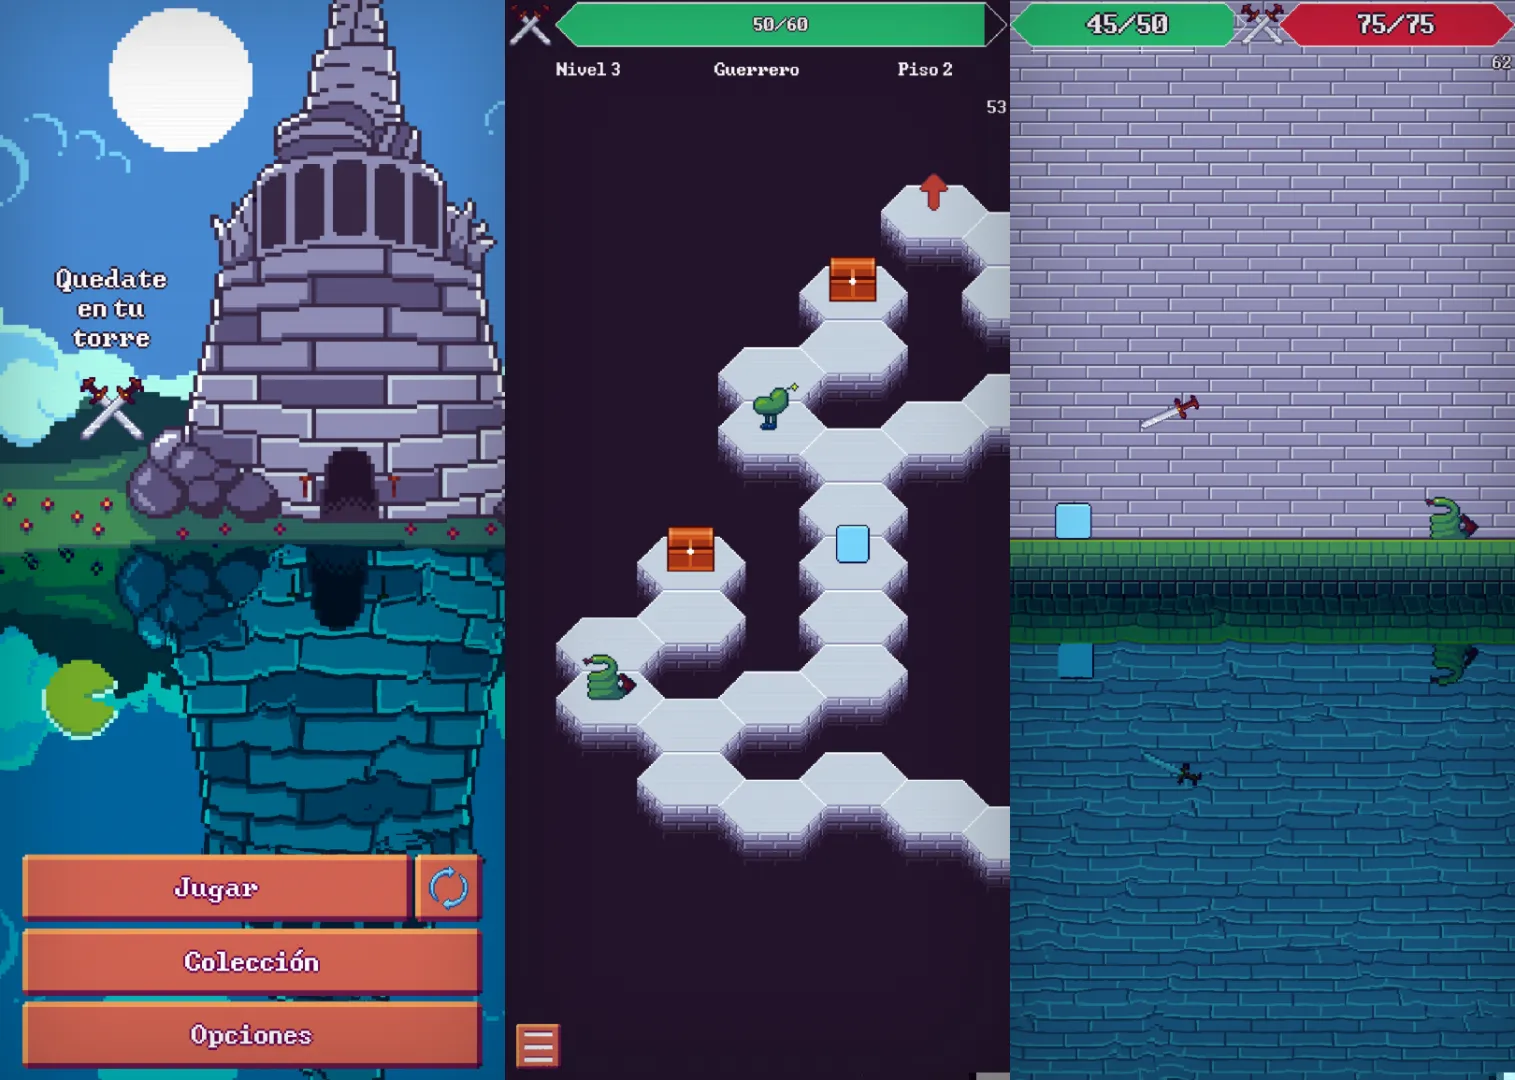 Quedate
en tu
torre
Jugar
Colección
Opciones
50/60
Nivel 3
Guerrero
Piso 2
53
45/50
75/75
62